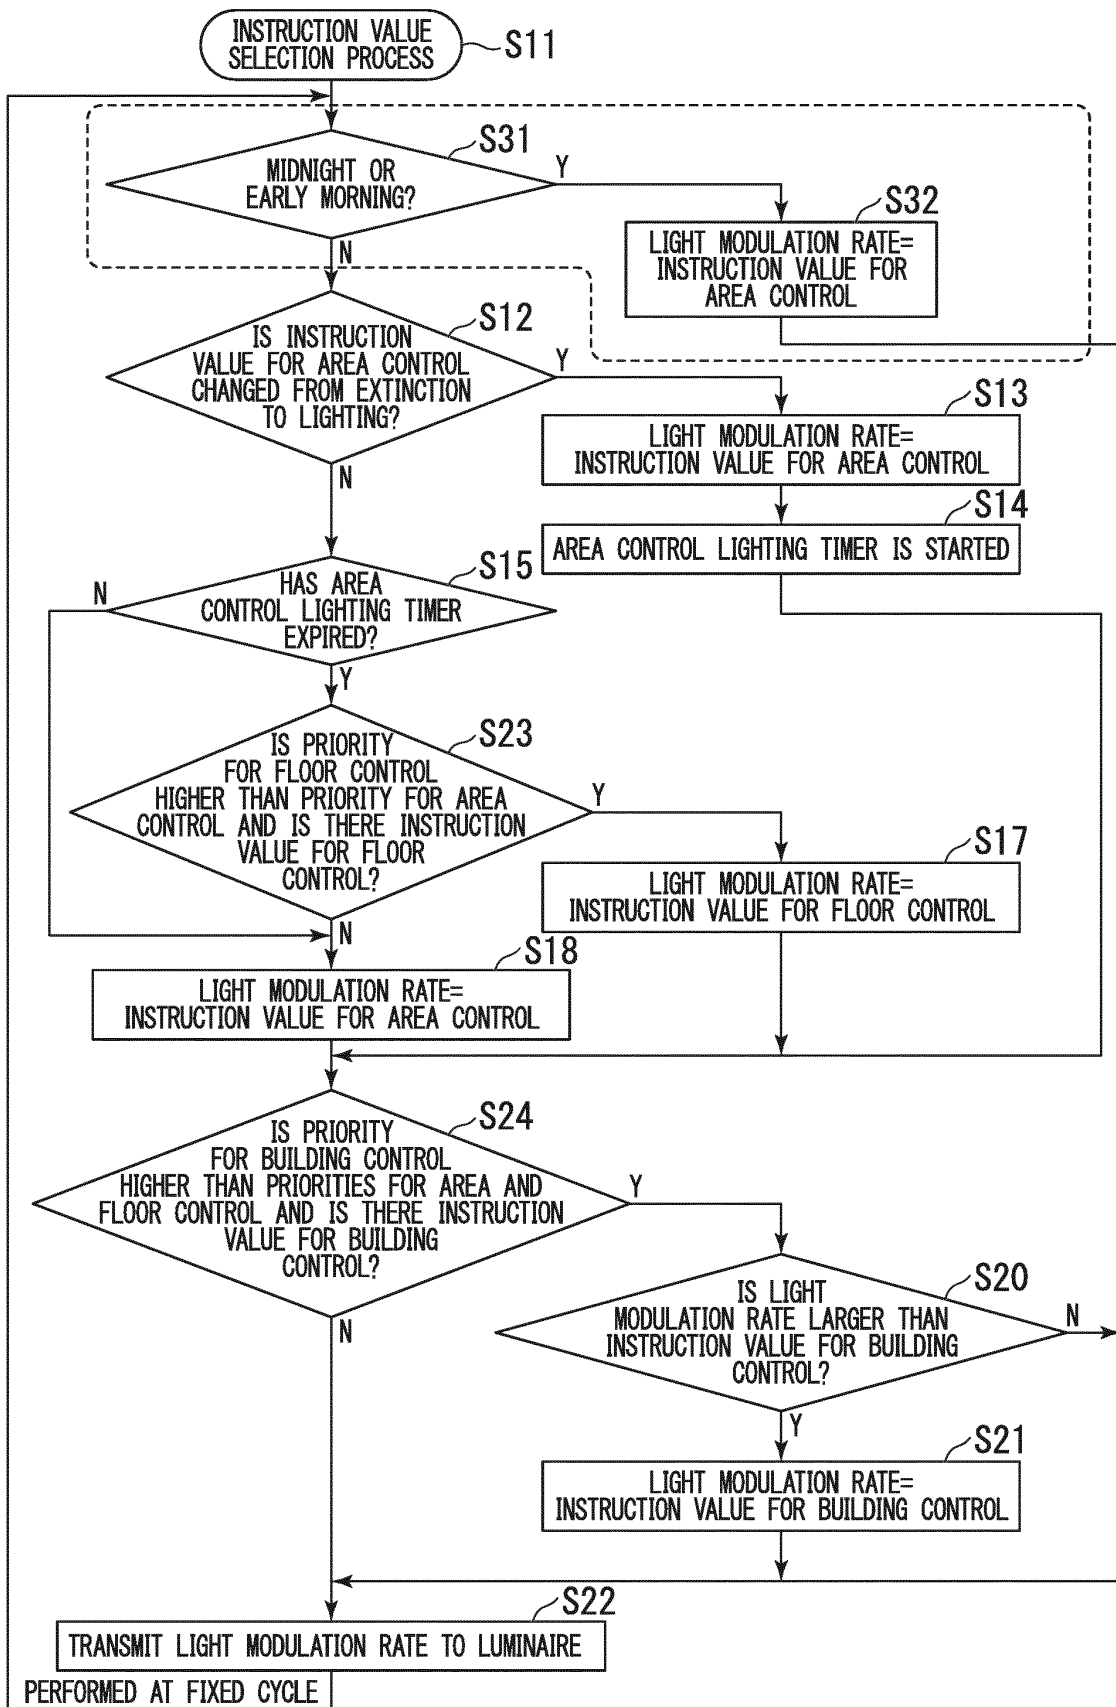 INSTRUCTION VALUE
SELECTION PROCESS
S11
S31
MIDNIGHT OR
EARLY MORNING?
Y
N
S32
LIGHT MODULATION RATE=
INSTRUCTION VALUE FOR
AREA CONTROL
S12
IS INSTRUCTION
VALUE FOR AREA CONTROL
CHANGED FROM EXTINCTION
TO LIGHTING?
Y
N
S13
LIGHT MODULATION RATE=
INSTRUCTION VALUE FOR AREA CONTROL
S14
AREA CONTROL LIGHTING TIMER IS STARTED
S15
HAS AREA
CONTROL LIGHTING TIMER
EXPIRED?
N
Y
S23
IS PRIORITY
FOR FLOOR CONTROL
HIGHER THAN PRIORITY FOR AREA
CONTROL AND IS THERE INSTRUCTION
VALUE FOR FLOOR
CONTROL?
Y
N
S17
LIGHT MODULATION RATE=
INSTRUCTION VALUE FOR FLOOR CONTROL
S18
LIGHT MODULATION RATE=
INSTRUCTION VALUE FOR AREA CONTROL
S24
IS PRIORITY
FOR BUILDING CONTROL
HIGHER THAN PRIORITIES FOR AREA AND
FLOOR CONTROL AND IS THERE INSTRUCTION
VALUE FOR BUILDING
CONTROL?
Y
N
S20
IS LIGHT
MODULATION RATE LARGER THAN
INSTRUCTION VALUE FOR BUILDING
CONTROL?
N
Y
S21
LIGHT MODULATION RATE=
INSTRUCTION VALUE FOR BUILDING CONTROL
S22
TRANSMIT LIGHT MODULATION RATE TO LUMINAIRE
PERFORMED AT FIXED CYCLE